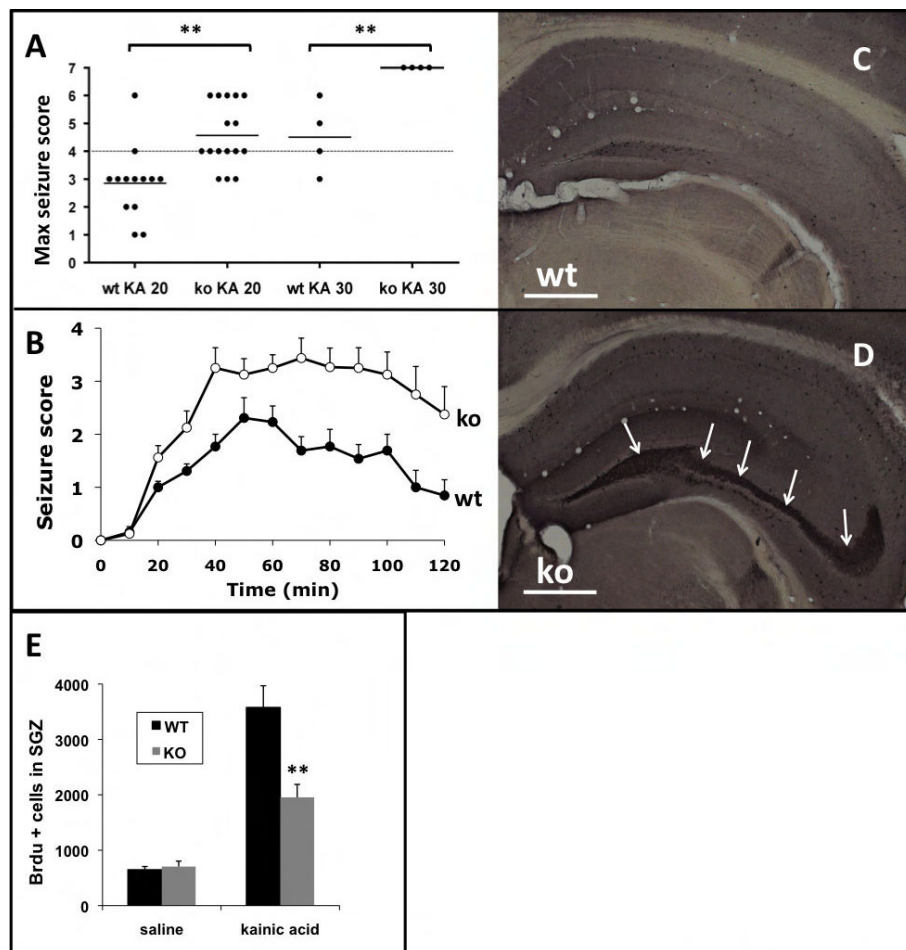 A
** **
Max seizure score
7
6
5
4
3
2
1
0
wt KA 20 ko KA 20 wt KA 30 ko KA 30
C
wt
B
Seizure score
4
3
2
1
0
ko
wt
0 20 40 60 80 100 120
Time (min)
D
ko
E
Brdu + cells in SGZ
4000
3000
2000
1000
0
WT
KO
**
saline kainic acid